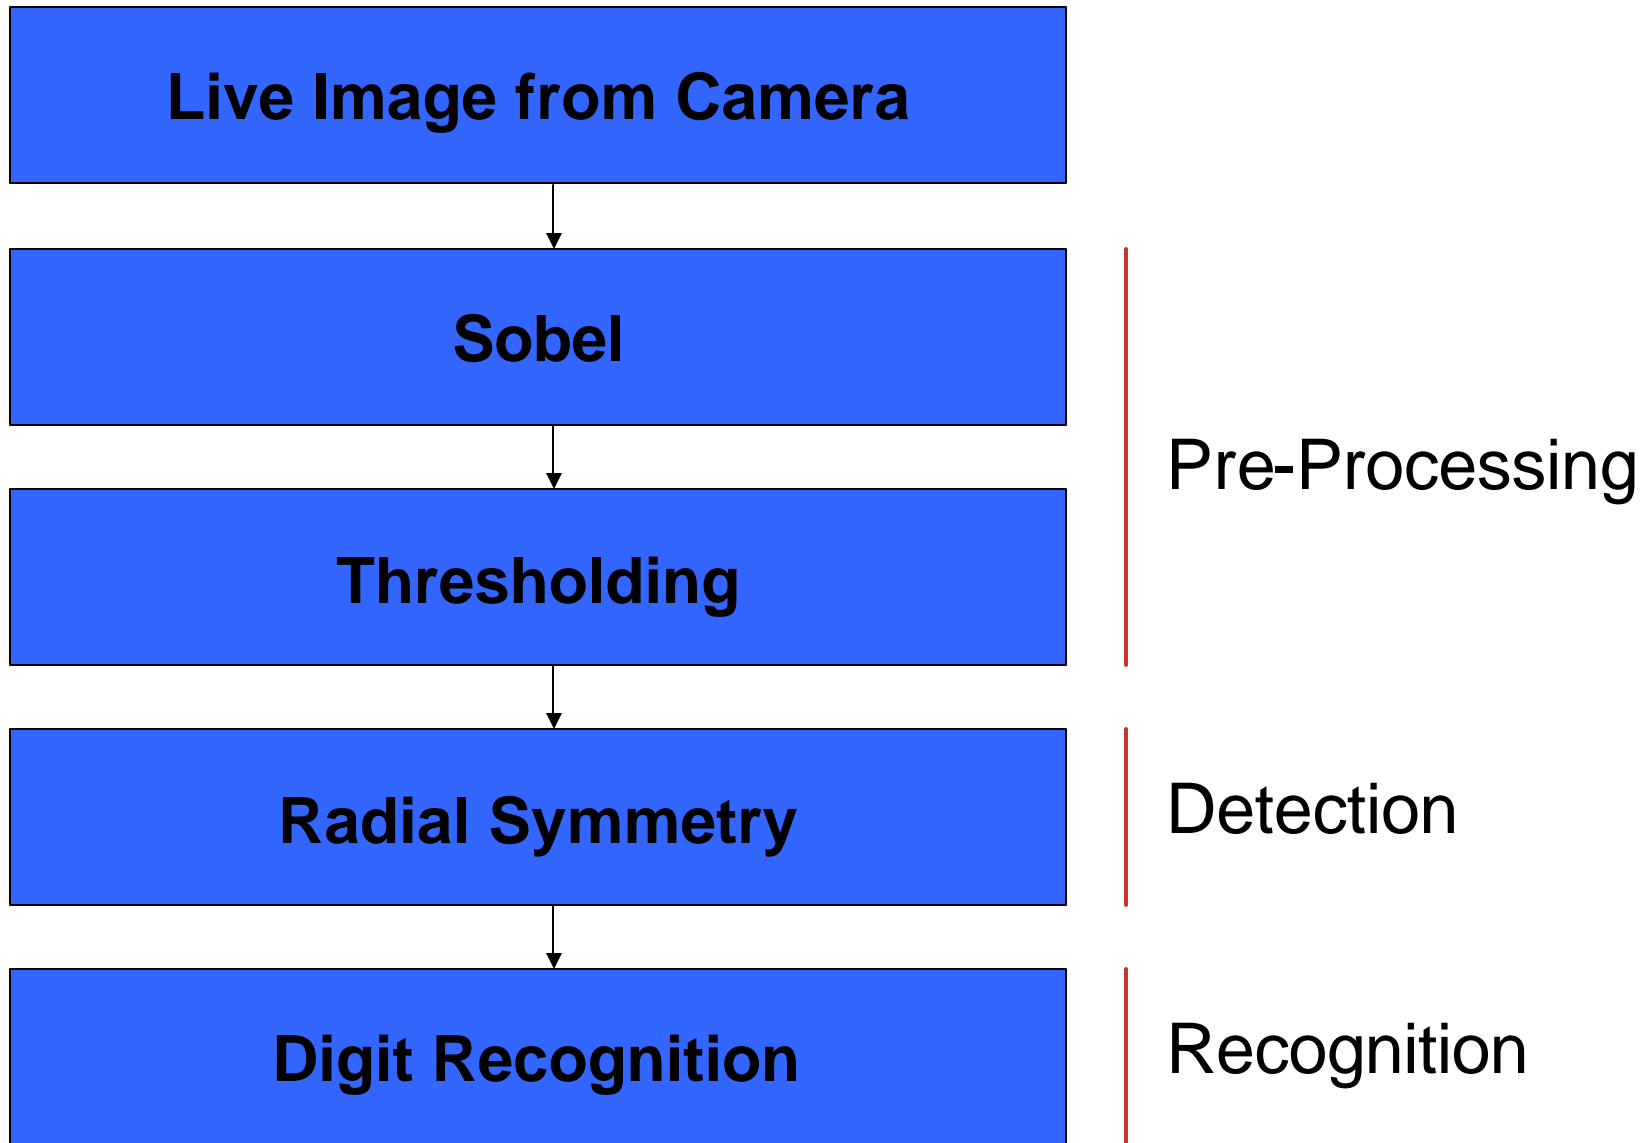 Live Image from Camera
Sobel
Pre-Processing
Thresholding
Radial Symmetry
Detection
Digit Recognition
Recognition